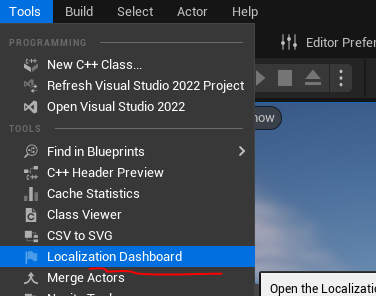 Tools Build Select Actor Help
PROGRAMMING
Editor Prefer
New C++ Class...
Refresh Visual Studio 2022 Project
Open Visual Studio 2022
now
TOOLS
Find in Blueprints
C++ Header Preview
Cache Statistics
Class Viewer
CSV to SVG
Localization Dashboard
Merge Actors
Open the Localizatio